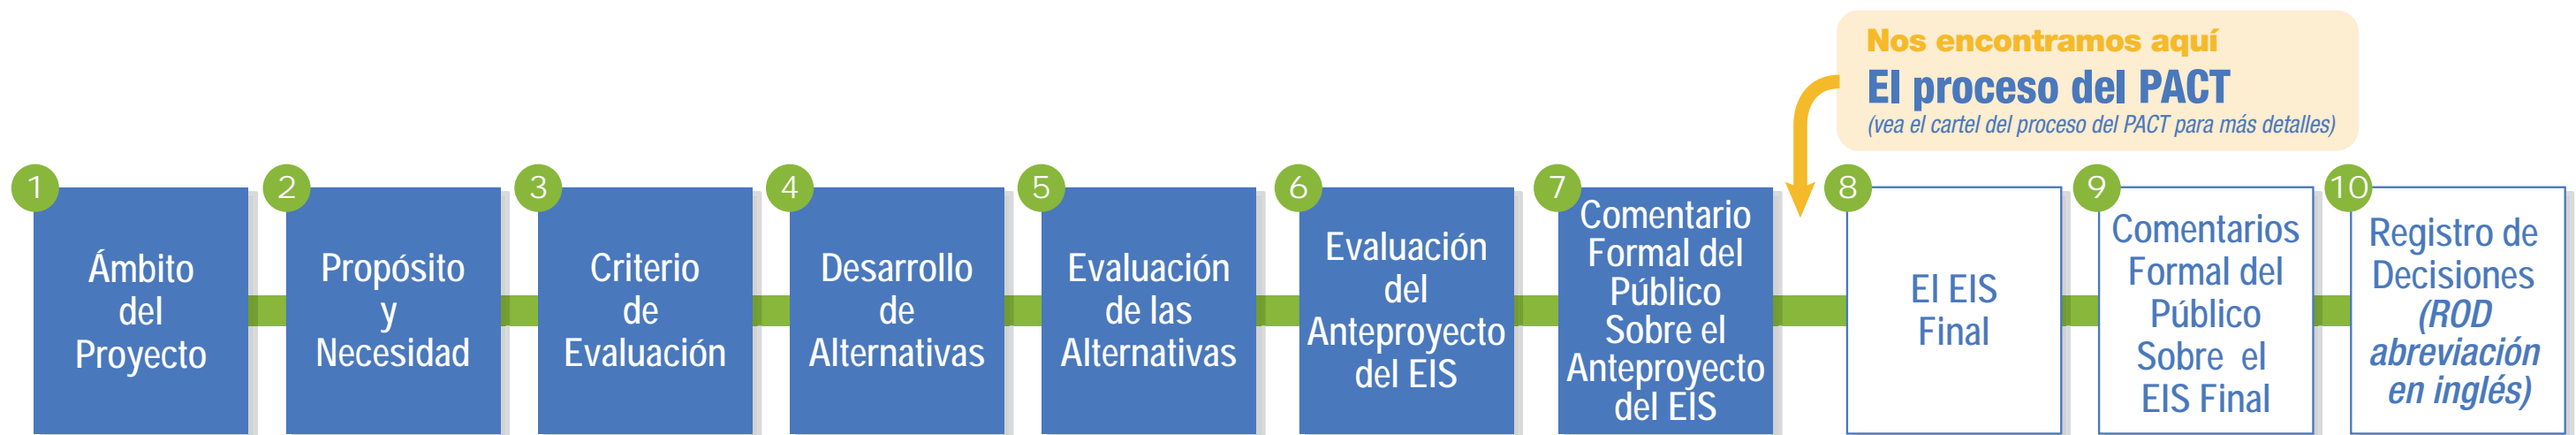 Nos encontramos aquí
El proceso del PACT
(vea el cartel del proceso del PACT para más detalles)
1
Ámbito
del
Proyecto
2
Propósito
y
Necesidad
3
Criterio
de
Evaluación
4
Desarrollo
de
Alternativas
5
Evaluación
de las
Alternativas
6
Evaluación
del
Anteproyecto
del EIS
7
Comentario
Formal del
Público
Sobre el
Anteproyecto
del EIS
8
El EIS
Final
9
Comentarios
Formal del
Público
Sobre el
EIS Final
10
Registro de
Decisiones
(ROD
abreviación
en inglés)